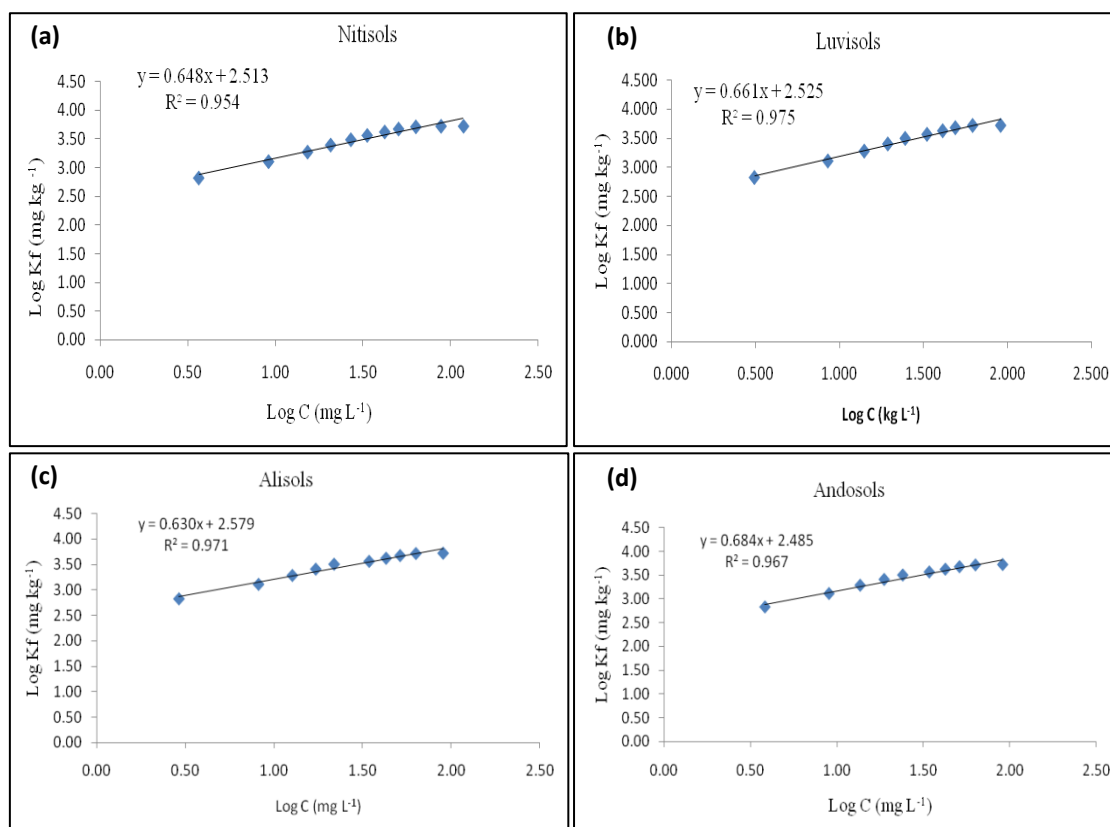 (a)
Nitisols
y = 0.648x + 2.513
R² = 0.954
Log Kf (mg kg⁻¹)
4.50
4.00
3.50
3.00
2.50
2.00
1.50
1.00
0.50
0.00
0.00 0.50 1.00 1.50 2.00 2.50
Log C (mg L⁻¹)
(b)
Luvisols
y = 0.661x + 2.525
R² = 0.975
Log Kf (mg kg⁻¹)
4.500
4.000
3.500
3.000
2.500
2.000
1.500
1.000
0.500
0.000
0.000 0.500 1.000 1.500 2.000 2.500
Log C (kg L⁻¹)
(c)
Alisols
y = 0.630x + 2.579
R² = 0.971
Log Kf (mg kg⁻¹)
4.50
4.00
3.50
3.00
2.50
2.00
1.50
1.00
0.50
0.00
0.00 0.50 1.00 1.50 2.00 2.50
Log C (mg L⁻¹)
(d)
Andosols
y = 0.684x + 2.485
R² = 0.967
Log Kf (mg kg⁻¹)
4.50
4.00
3.50
3.00
2.50
2.00
1.50
1.00
0.50
0.00
0.00 0.50 1.00 1.50 2.00 2.50
Log C (mg L⁻¹)